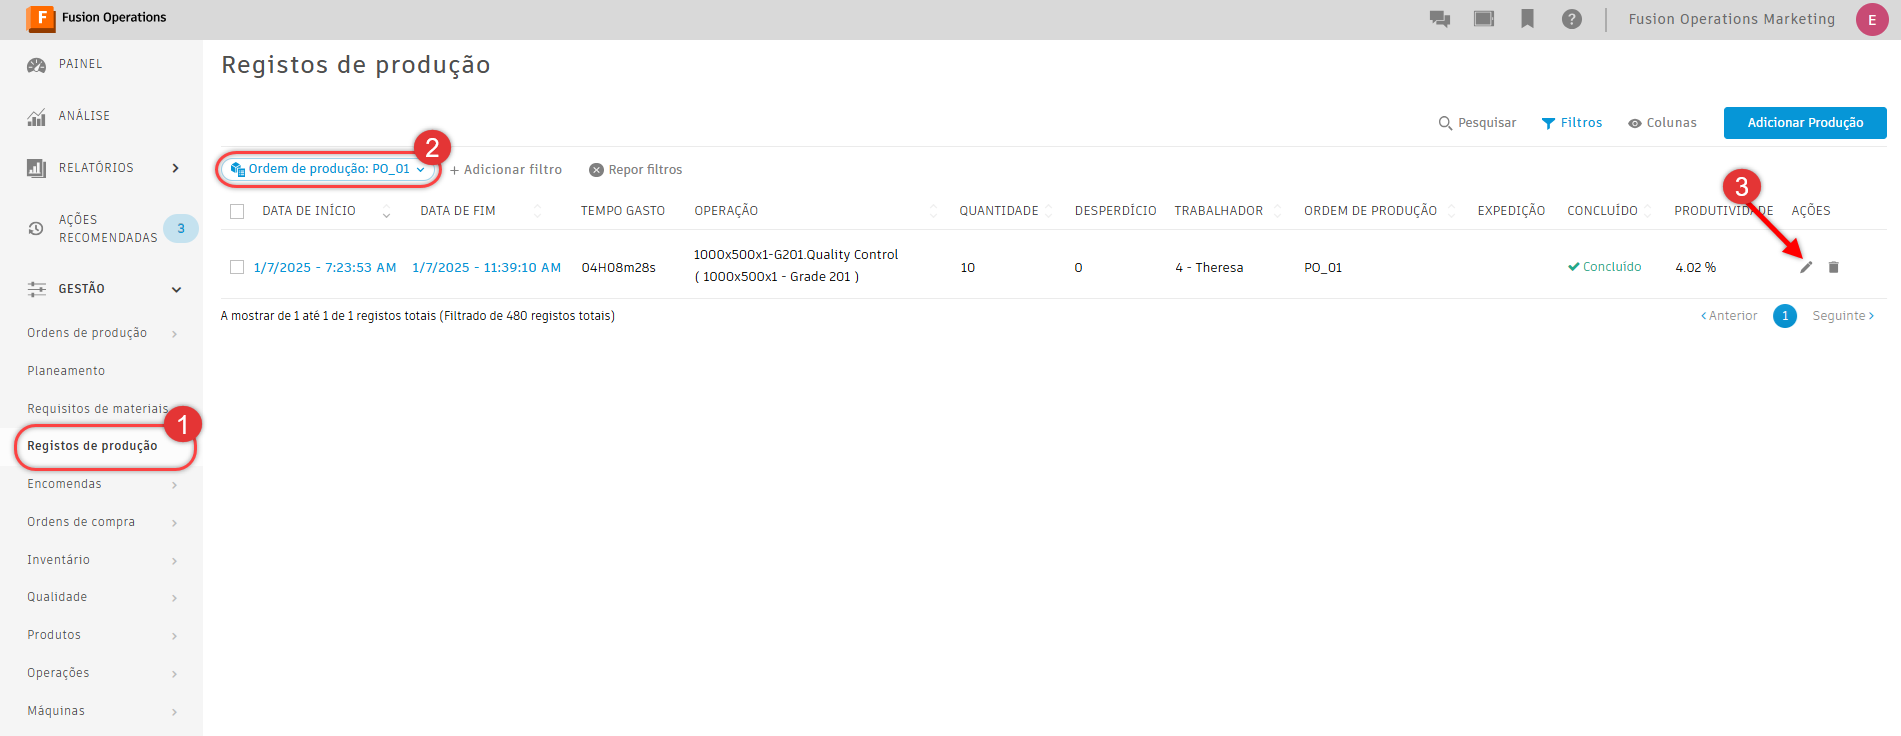 F Fusion Operations
Fusion Operations Marketing E
PAINEL
ANÁLISE
RELATÓRIOS
AÇÕES
RECOMENDADAS
3
GESTÃO
Ordens de produção
Planeamento
Requisitos de materiais
1
Registos de produção
Encomendas
Ordens de compra
Inventário
Qualidade
Produtos
Operações
Máquinas
Registos de produção
Pesquisar Filtros Colunas Adicionar Produção
2
Ordem de produção: PO_01 + Adicionar filtro Repor filtros
3
DATA DE INÍCIO DATA DE FIM TEMPO GASTO OPERAÇÃO QUANTIDADE DESPERDÍCIO TRABALHADOR ORDEM DE PRODUÇÃO EXPEDIÇÃO CONCLUÍDO PRODUTIVIDADE AÇÕES
1/7/2025 - 7:23:53 AM 1/7/2025 - 11:39:10 AM 04H08m28s 1000x500x1-G201.Quality Control 10 0 4 - Theresa PO_01 Concluído 4.02 %
( 1000x500x1 - Grade 201 )
A mostrar de 1 até 1 de 1 registos totais (Filtrado de 480 registos totais)
Anterior 1 Seguinte